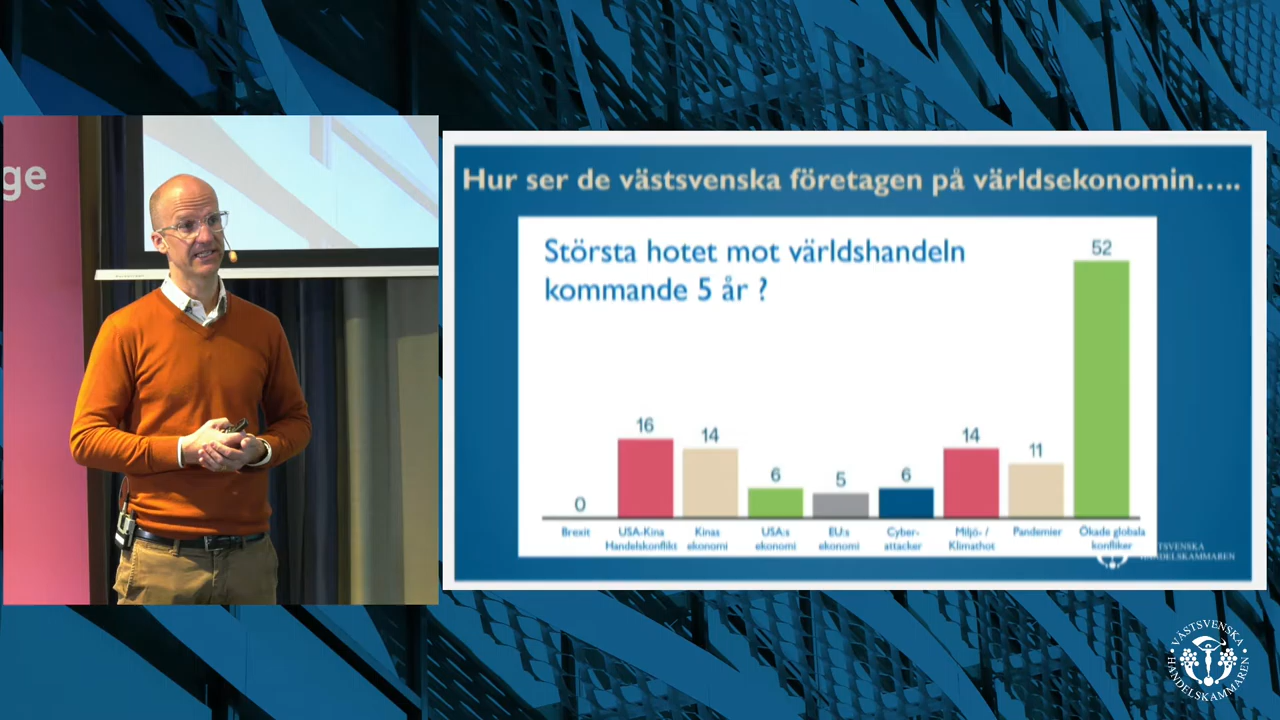 ge
Hur ser de västsvenska företagen på världsekonomin.....
Största hotet mot världshandeln
kommande 5 år ?
0
16
14
6
5
6
14
11
52
Brexit
USA-Kina
Handelskonflikt
Kinas
ekonomi
USA:s
ekonomi
EU:s
ekonomi
Cyber-
attacker
Miljö- /
Klimathot
Pandemier
Ökade globala
konflikter
TSVENSKA
HANDELSKAMMAREN
VÄSTSVENSKA
HANDELSKAMMAREN